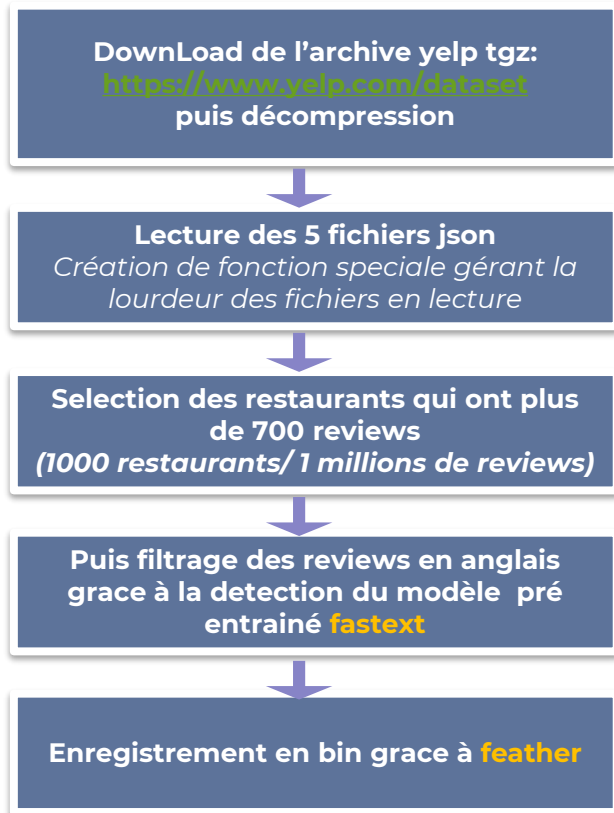 DownLoad de l’archive yelp tgz:
https://www.yelp.com/dataset
puis décompression
Lecture des 5 fichiers json
Création de fonction speciale gérant la
lourdeur des fichiers en lecture
Selection des restaurants qui ont plus
de 700 reviews
(1000 restaurants/ 1 millions de reviews)
Puis filtrage des reviews en anglais
grace à la detection du modèle pré
entrainé fastext
Enregistrement en bin grace à feather